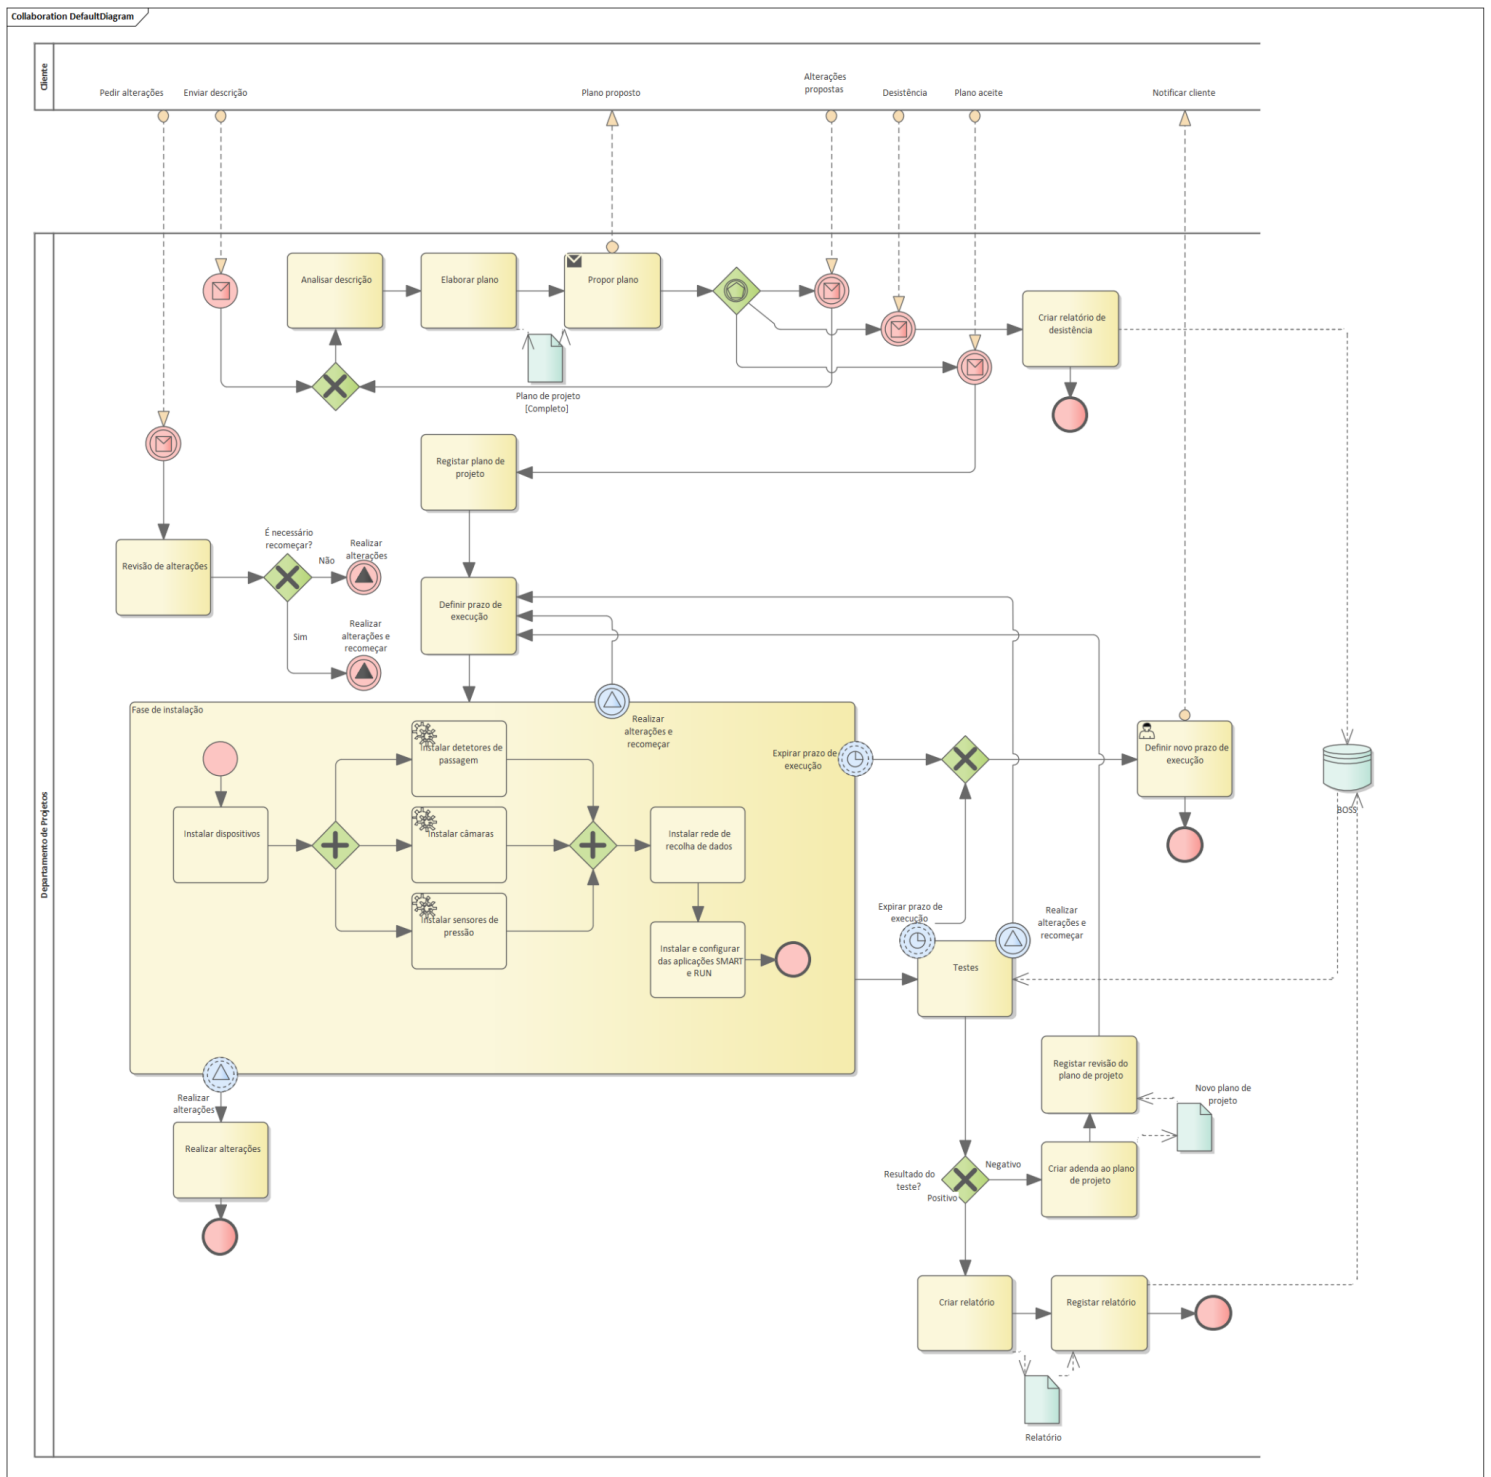 Collaboration DefaultDiagram
Cliente
Pedir alterações
Enviar descrição
Plano proposto
Alterações
propostas
Desistência
Plano aceite
Notificar cliente
Departamento de Projetos
Analisar descrição
Elaborar plano
Propor plano
Criar relatório de
desistência
Plano de projeto
[Completo]
Registar plano de
projeto
É necessário
recomeçar?
Não
Realizar
alterações
Revisão de alterações
Sim
Realizar
alterações e
recomeçar
Definir prazo de
execução
Fase de instalação
Realizar
alterações e
recomeçar
Instalar detetores de
passagem
Expirar prazo de
execução
Definir novo prazo de
execução
BOSS
Instalar dispositivos
Instalar câmaras
Instalar rede de
recolha de dados
Instalar sensores de
pressão
Instalar e configurar
das aplicações SMART
e RUN
Expirar prazo de
execução
Realizar
alterações e
recomeçar
Testes
Registar revisão do
plano de projeto
Novo plano de
projeto
Realizar
alterações
Realizar alterações
Resultado do
teste?
Negativo
Positivo
Criar adenda ao plano
de projeto
Criar relatório
Registar relatório
Relatório